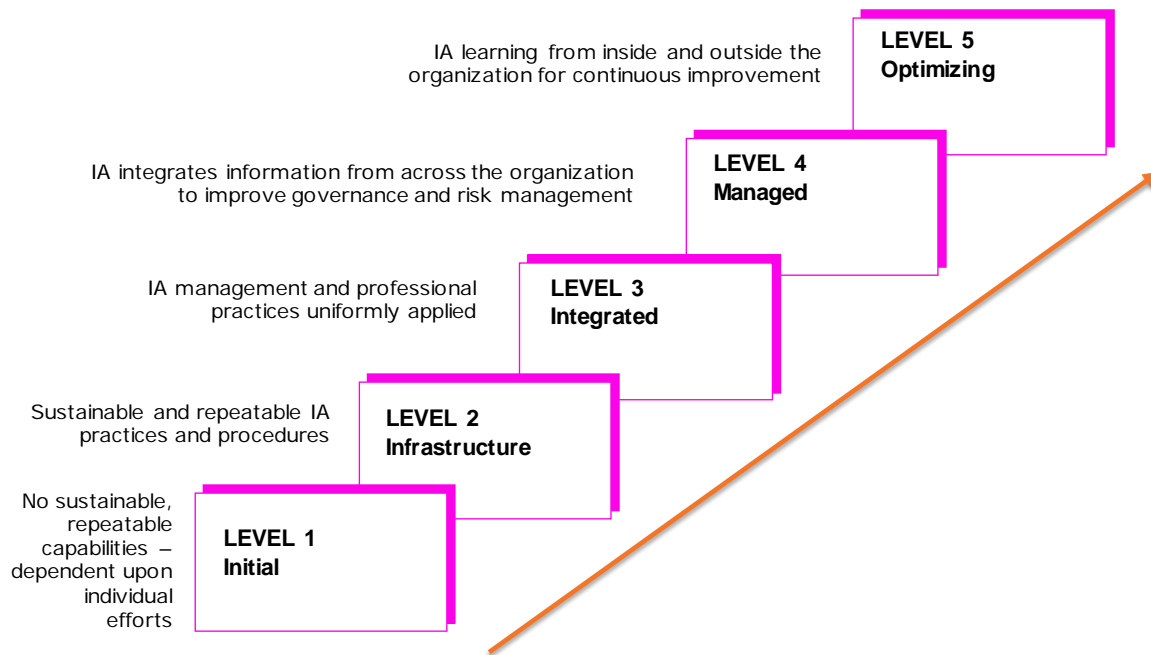 IA learning from inside and outside the
organization for continuous improvement
LEVEL 5
Optimizing
IA integrates information from across the organization
to improve governance and risk management
LEVEL 4
Managed
IA management and professional
practices uniformly applied
LEVEL 3
Integrated
Sustainable and repeatable IA
practices and procedures
LEVEL 2
Infrastructure
No sustainable,
repeatable
capabilities –
dependent upon
individual
efforts
LEVEL 1
Initial